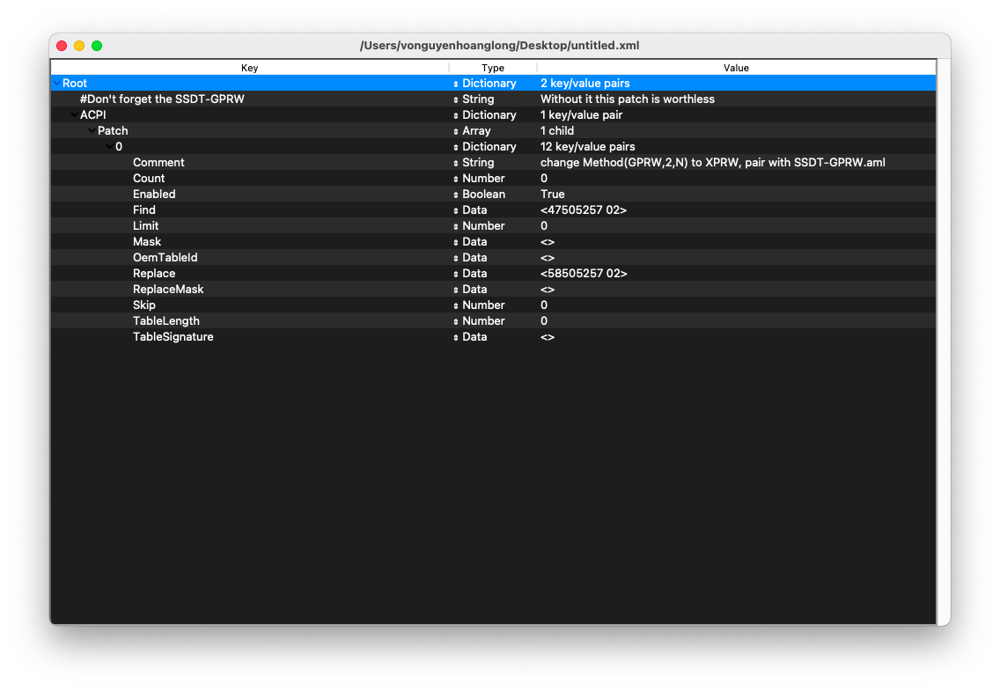 /Users/vonguyenhoanglong/Desktop/untitled.xml
Key Type Value
Root Dictionary 2 key/value pairs
#Don't forget the SSDT-GPRW String Without it this patch is worthless
ACPI Dictionary 1 key/value pair
Patch Array 1 child
0 Dictionary 12 key/value pairs
Comment String change Method(GPRW,2,N) to XPRW, pair with SSDT-GPRW.aml
Count Number 0
Enabled Boolean True
Find Data <47505257 02>
Limit Number 0
Mask Data <>
OemTableId Data <>
Replace Data <58505257 02>
ReplaceMask Data <>
Skip Number 0
TableLength Number 0
TableSignature Data <>